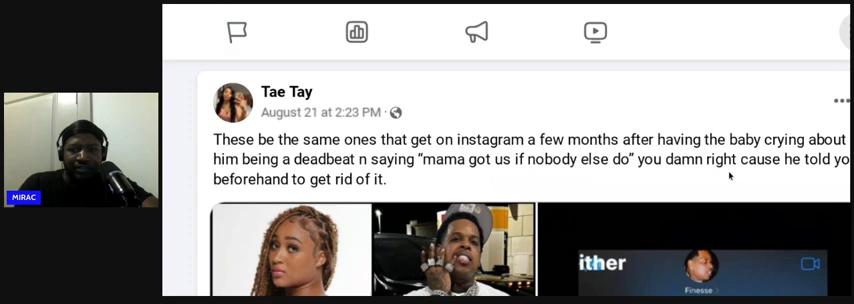 Tae Tay
August 21 at 2:23 PM ·
These be the same ones that get on instagram a few months after having the baby crying about
him being a deadbeat n saying “mama got us if nobody else do” you damn right cause he told yo
beforehand to get rid of it.
MIRAC
ither
Finesse